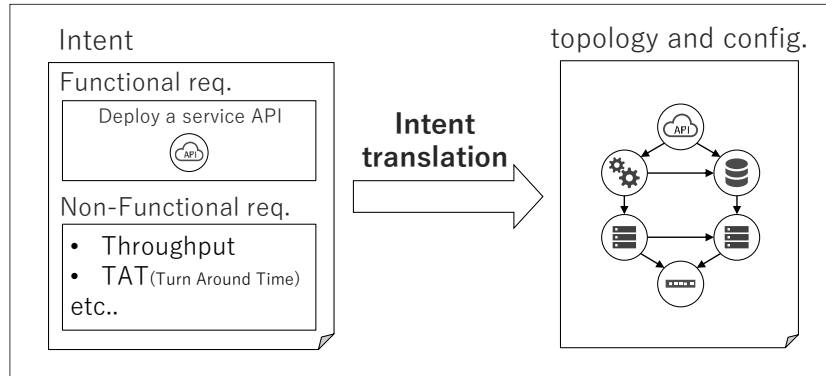 Intent
Functional req.
Deploy a service API
API
Non-Functional req.
• Throughput
• TAT(Turn Around Time)
etc..
Intent
translation
topology and config.
API